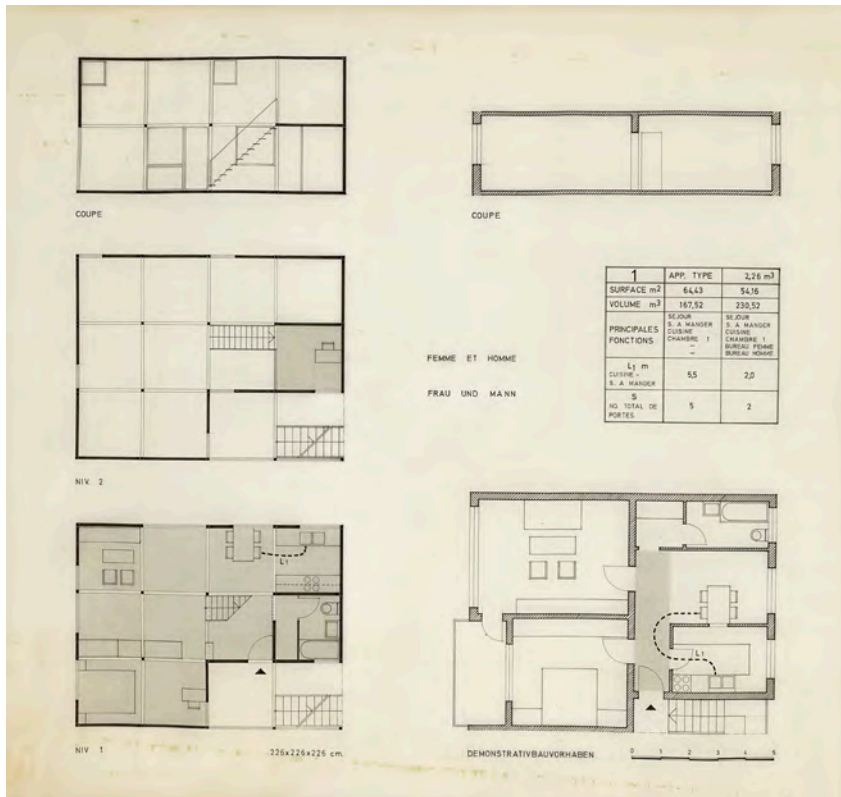 COUPE
COUPE
1 APP. TYPE 2,26 m³
SURFACE m² 64,43 54,16
VOLUME m³ 167,52 230,52
PRINCIPALES FONCTIONS
SEJOUR
S. A MANGER
CUISINE
CHAMBRE 1
–
–
SEJOUR
S. A MANGER
CUISINE
CHAMBRE 1
BUREAU FEMME
BUREAU HOMME
L₁ m
CUISINE –
S. A MANGER
5,5 2,0
S
NO. TOTAL DE
PORTES
5 2
FEMME ET HOMME
FRAU UND MANN
NIV. 2
L₁
NIV 1
226x226x226 cm.
L₁
DEMONSTRATIVBAUVORHABEN
0 1 2 3 4 5